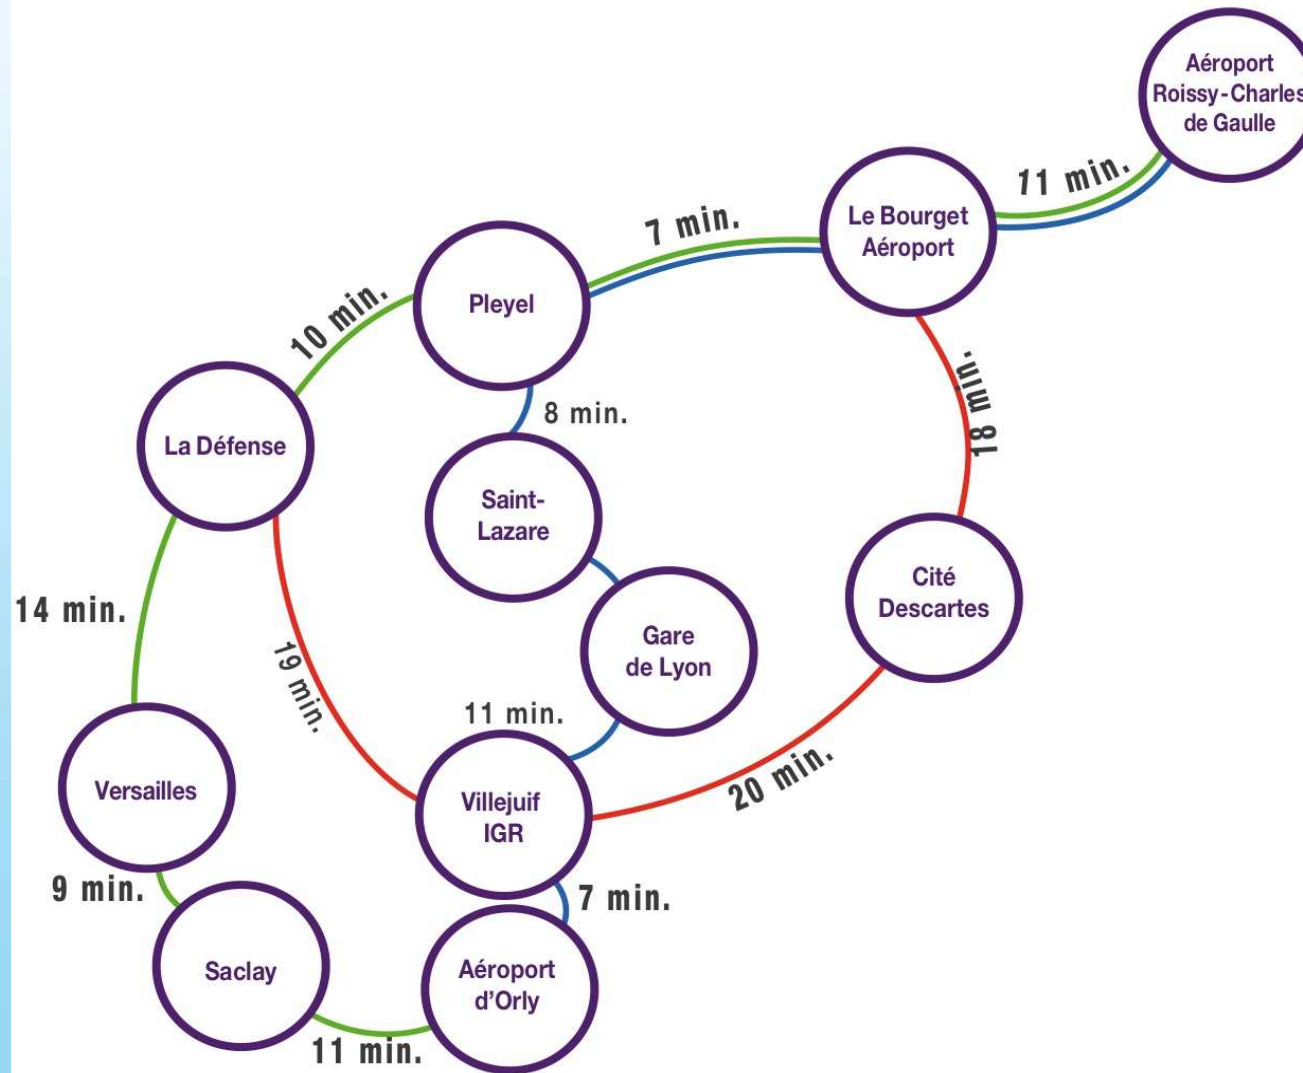 Aéroport
Roissy-Charles
de Gaulle
11 min.
Le Bourget
Aéroport
7 min.
Pleyel
10 min.
La Défense
8 min.
18 min.
Saint-
Lazare
Cité
Descartes
14 min.
Gare
de Lyon
19 min.
11 min.
20 min.
Versailles
Villejuif
IGR
9 min.
7 min.
Saclay
Aéroport
d'Orly
11 min.